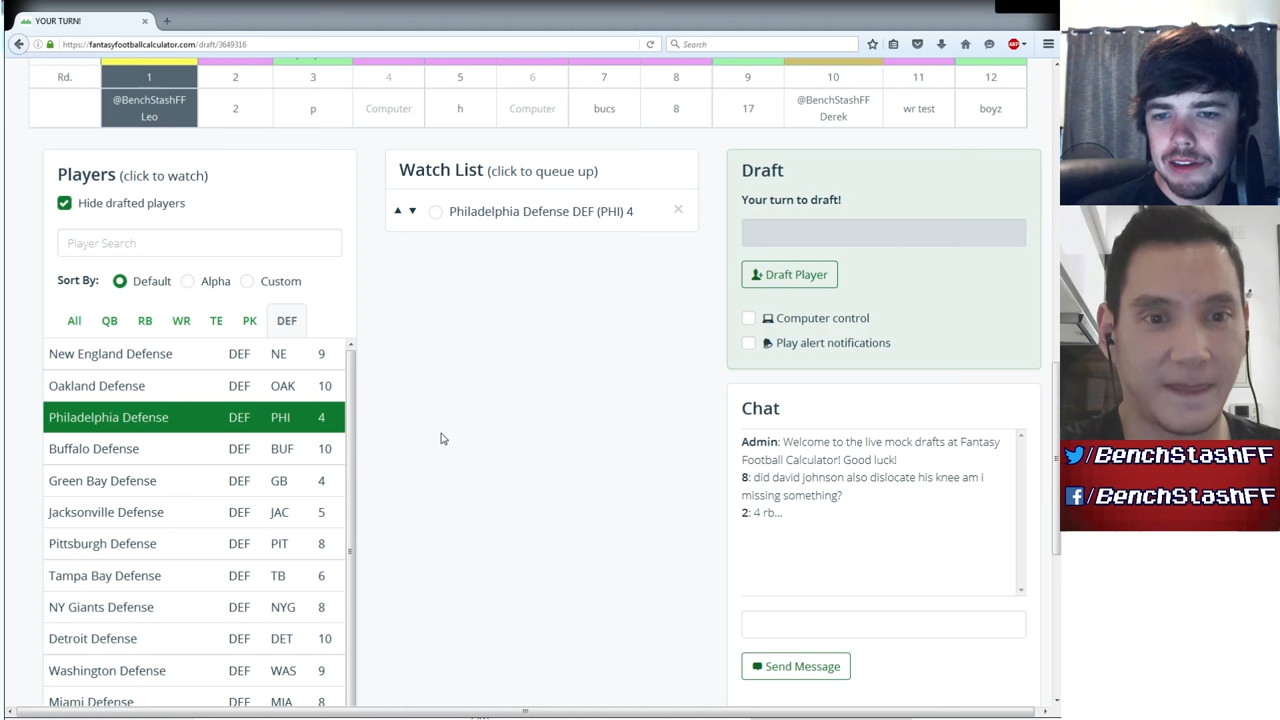 YOUR TURN!
https://fantasyfootballcalculator.com/draft/3649316
Search
ABP
Rd. 1 2 3 4 5 6 7 8 9 10 11 12
@BenchStashFF Leo 2 p Computer h Computer bucs 8 17 @BenchStashFF Derek wr test boyz
Players (click to watch)
Hide drafted players
Player Search
Sort By: Default Alpha Custom
All QB RB WR TE PK DEF
New England Defense DEF NE 9
Oakland Defense DEF OAK 10
Philadelphia Defense DEF PHI 4
Buffalo Defense DEF BUF 10
Green Bay Defense DEF GB 4
Jacksonville Defense DEF JAC 5
Pittsburgh Defense DEF PIT 8
Tampa Bay Defense DEF TB 6
NY Giants Defense DEF NYG 8
Detroit Defense DEF DET 10
Washington Defense DEF WAS 9
Miami Defense DEF MIA 8
Watch List (click to queue up)
Philadelphia Defense DEF (PHI) 4
Draft
Your turn to draft!
Draft Player
Computer control
Play alert notifications
Chat
Admin: Welcome to the live mock drafts at Fantasy
Football Calculator! Good luck!
8: did david johnson also dislocate his knee am i
missing something?
2: 4 rb...
Send Message
/BenchStashFF
/BenchStashFF